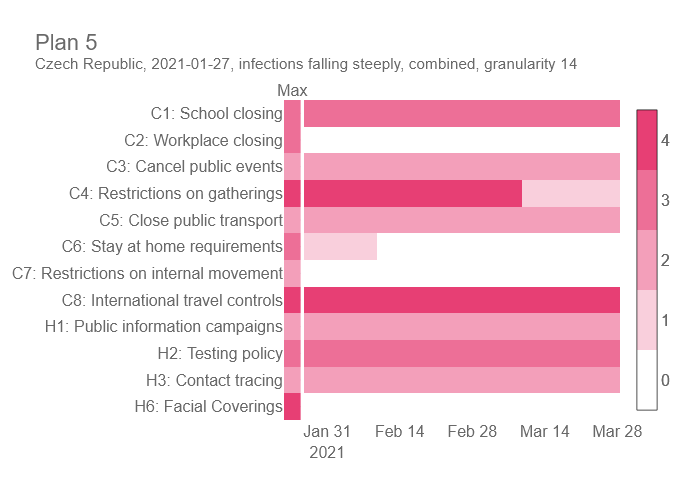 Plan 5
Czech Republic, 2021-01-27, infections falling steeply, combined, granularity 14
Max
C1: School closing
C2: Workplace closing
C3: Cancel public events
C4: Restrictions on gatherings
C5: Close public transport
C6: Stay at home requirements
C7: Restrictions on internal movement
C8: International travel controls
H1: Public information campaigns
H2: Testing policy
H3: Contact tracing
H6: Facial Coverings
Jan 31 Feb 14 Feb 28 Mar 14 Mar 28
2021
4
3
2
1
0